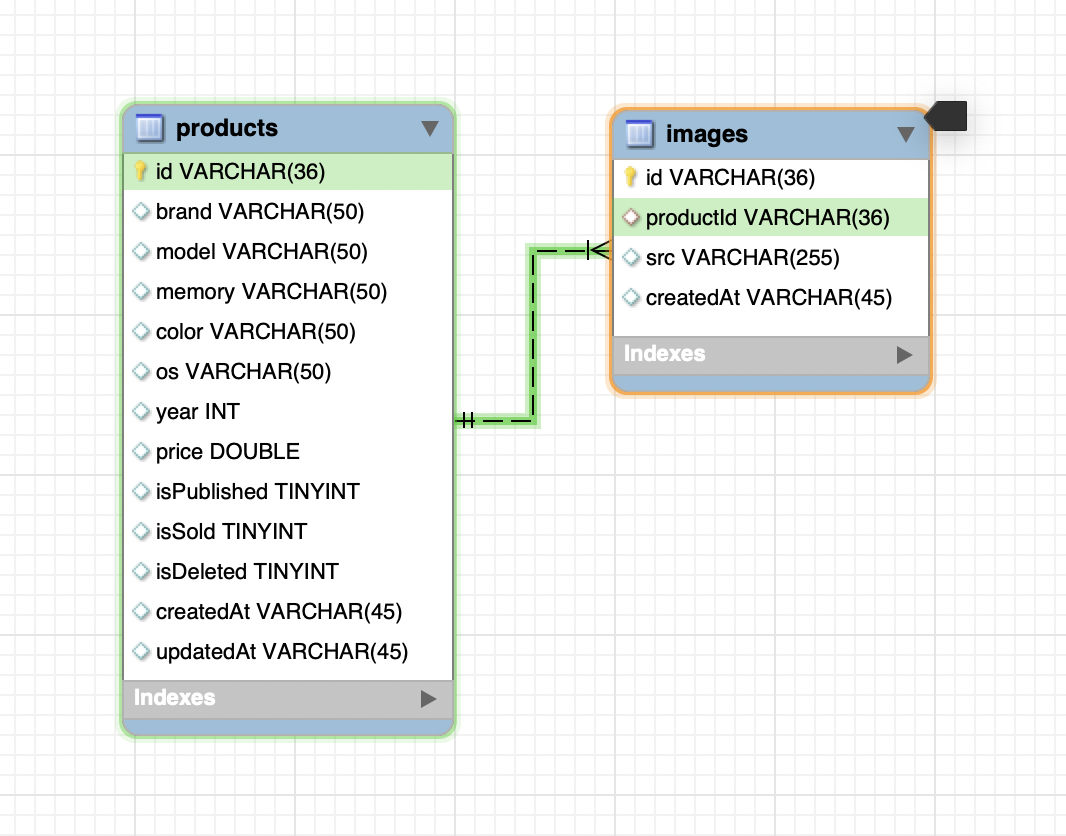 products
id VARCHAR(36)
brand VARCHAR(50)
model VARCHAR(50)
memory VARCHAR(50)
color VARCHAR(50)
os VARCHAR(50)
year INT
price DOUBLE
isPublished TINYINT
isSold TINYINT
isDeleted TINYINT
createdAt VARCHAR(45)
updatedAt VARCHAR(45)
Indexes
images
id VARCHAR(36)
productId VARCHAR(36)
src VARCHAR(255)
createdAt VARCHAR(45)
Indexes